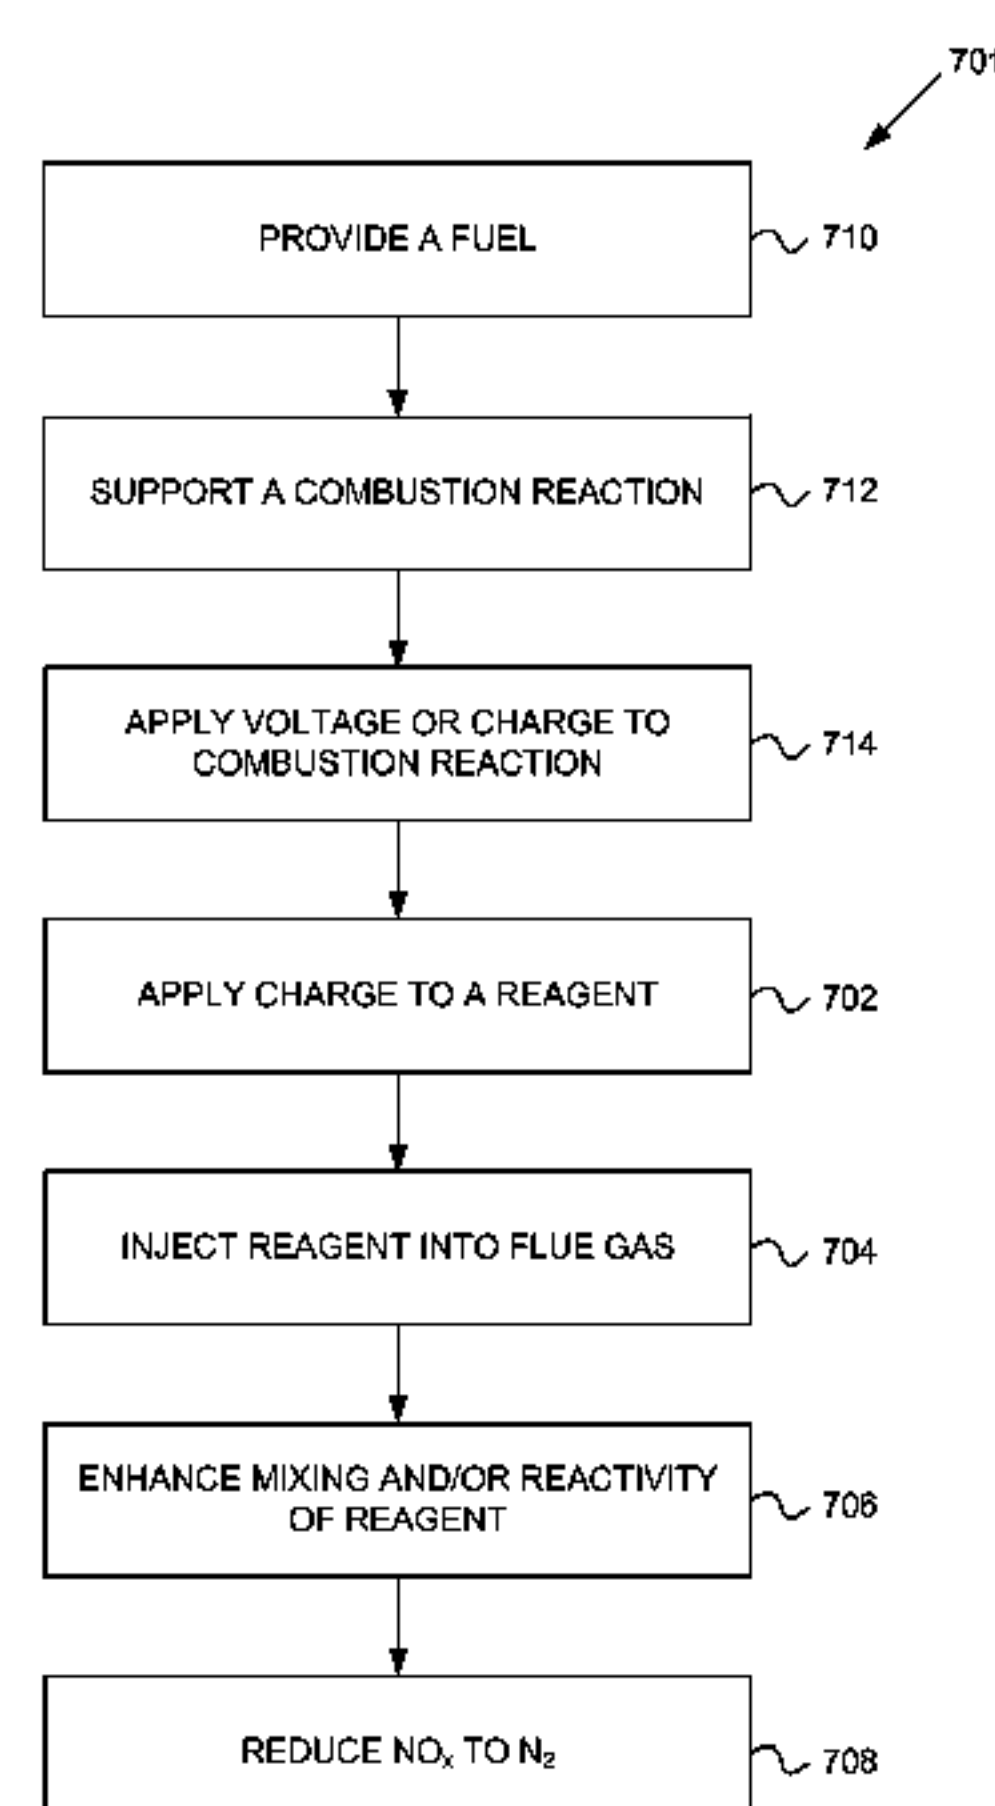 701
PROVIDE A FUEL
710
SUPPORT A COMBUSTION REACTION
712
APPLY VOLTAGE OR CHARGE TO
COMBUSTION REACTION
714
APPLY CHARGE TO A REAGENT
702
INJECT REAGENT INTO FLUE GAS
704
ENHANCE MIXING AND/OR REACTIVITY
OF REAGENT
706
REDUCE NOₓ TO N₂
708